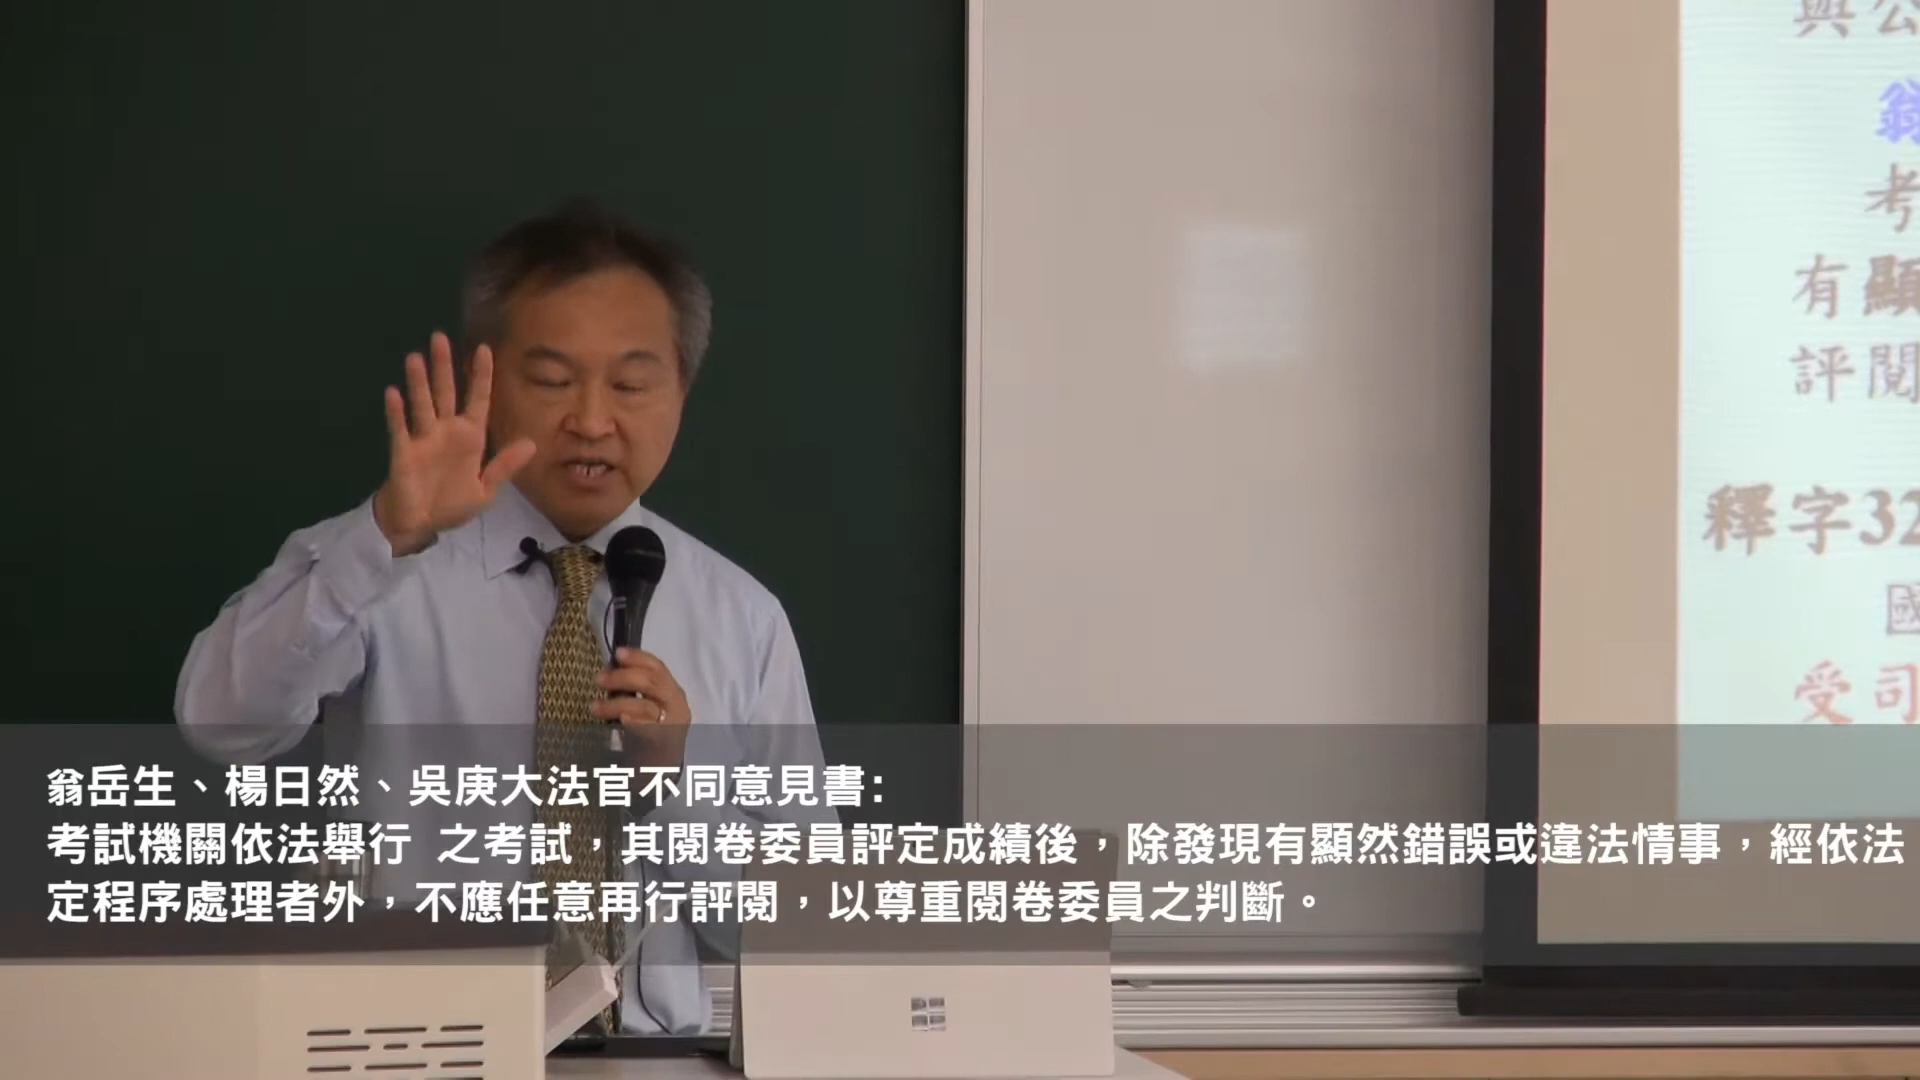 與公
翁
考
有顯
評閱
釋字32
國
受司
翁岳生、楊日然、吳庚大法官不同意見書:
考試機關依法舉行 之考試，其閱卷委員評定成績後，除發現有顯然錯誤或違法情事，經依法
定程序處理者外，不應任意再行評閱，以尊重閱卷委員之判斷。